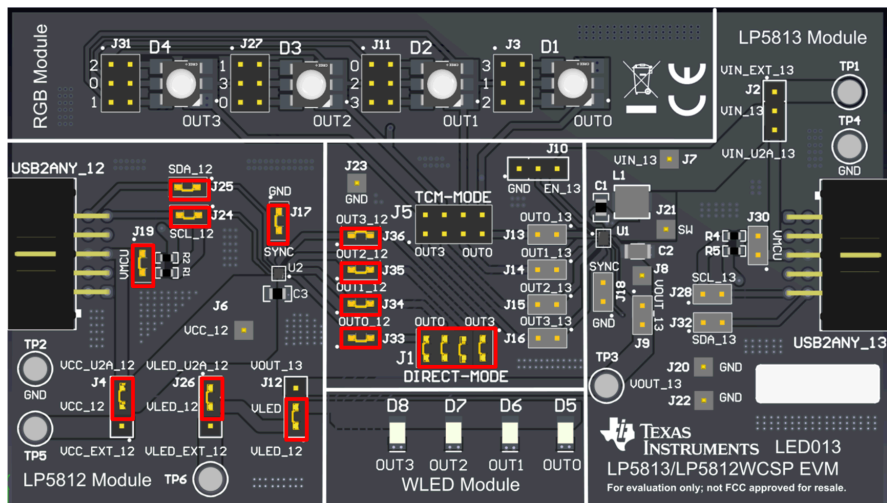 RGB Module
J31
D4
J27
D3
J11
D2
J3
D1
LP5813 Module
2
0
1
1
3
0
0
2
3
3
1
2
OUT3
OUT2
OUT1
OUT0
VIN_EXT_13
J2
VIN_13
VIN_U2A_13
TP1
TP4
GND
USB2ANY_12
SDA_12
J25
J24
SCL_12
GND
J17
SYNC
J19
VMCU
R2
R1
U2
C3
J6
VCC_12
J23
GND
J10
GND
EN_13
TCM-MODE
J5
OUT3
OUT0
OUT3_12
J36
OUT2_12
J35
OUT1_12
J34
OUT0_12
J33
OUT0_13
J13
OUT1_13
J14
OUT2_13
J15
OUT3_13
J16
OUT0
OUT3
J1
DIRECT-MODE
VIN_13
J7
L1
C1
J21
SW
U1
C2
SYNC
J18
GND
J8
VOUT_13
J9
R4
R5
J30
VMCU
SCL_13
J28
J32
SDA_13
USB2ANY_13
TP3
VOUT_13
J20
GND
J22
GND
TP2
GND
TP5
VCC_U2A_12
J4
VCC_12
VCC_EXT_12
VLED_U2A_12
J26
VLED_12
VLED_EXT_12
VOUT_13
J12
VLED
VLED_12
LP5812 Module
TP6
D8
D7
D6
D5
OUT3
OUT2
OUT1
OUT0
WLED Module
TEXAS
INSTRUMENTS
LED013
LP5813/LP5812WCSP EVM
For evaluation only; not FCC approved for resale.